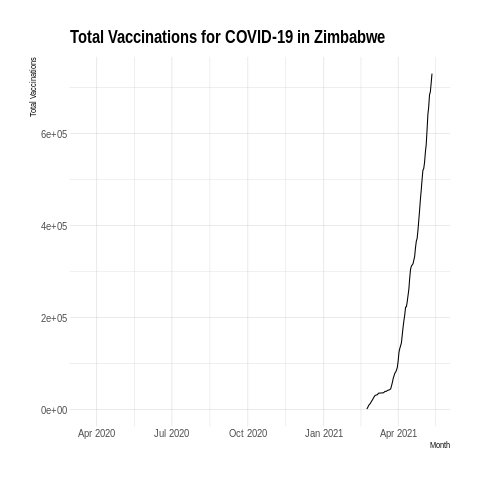 Total Vaccinations for COVID-19 in Zimbabwe
Total Vaccinations
6e+05
4e+05
2e+05
0e+00
Apr 2020 Jul 2020 Oct 2020 Jan 2021 Apr 2021
Month